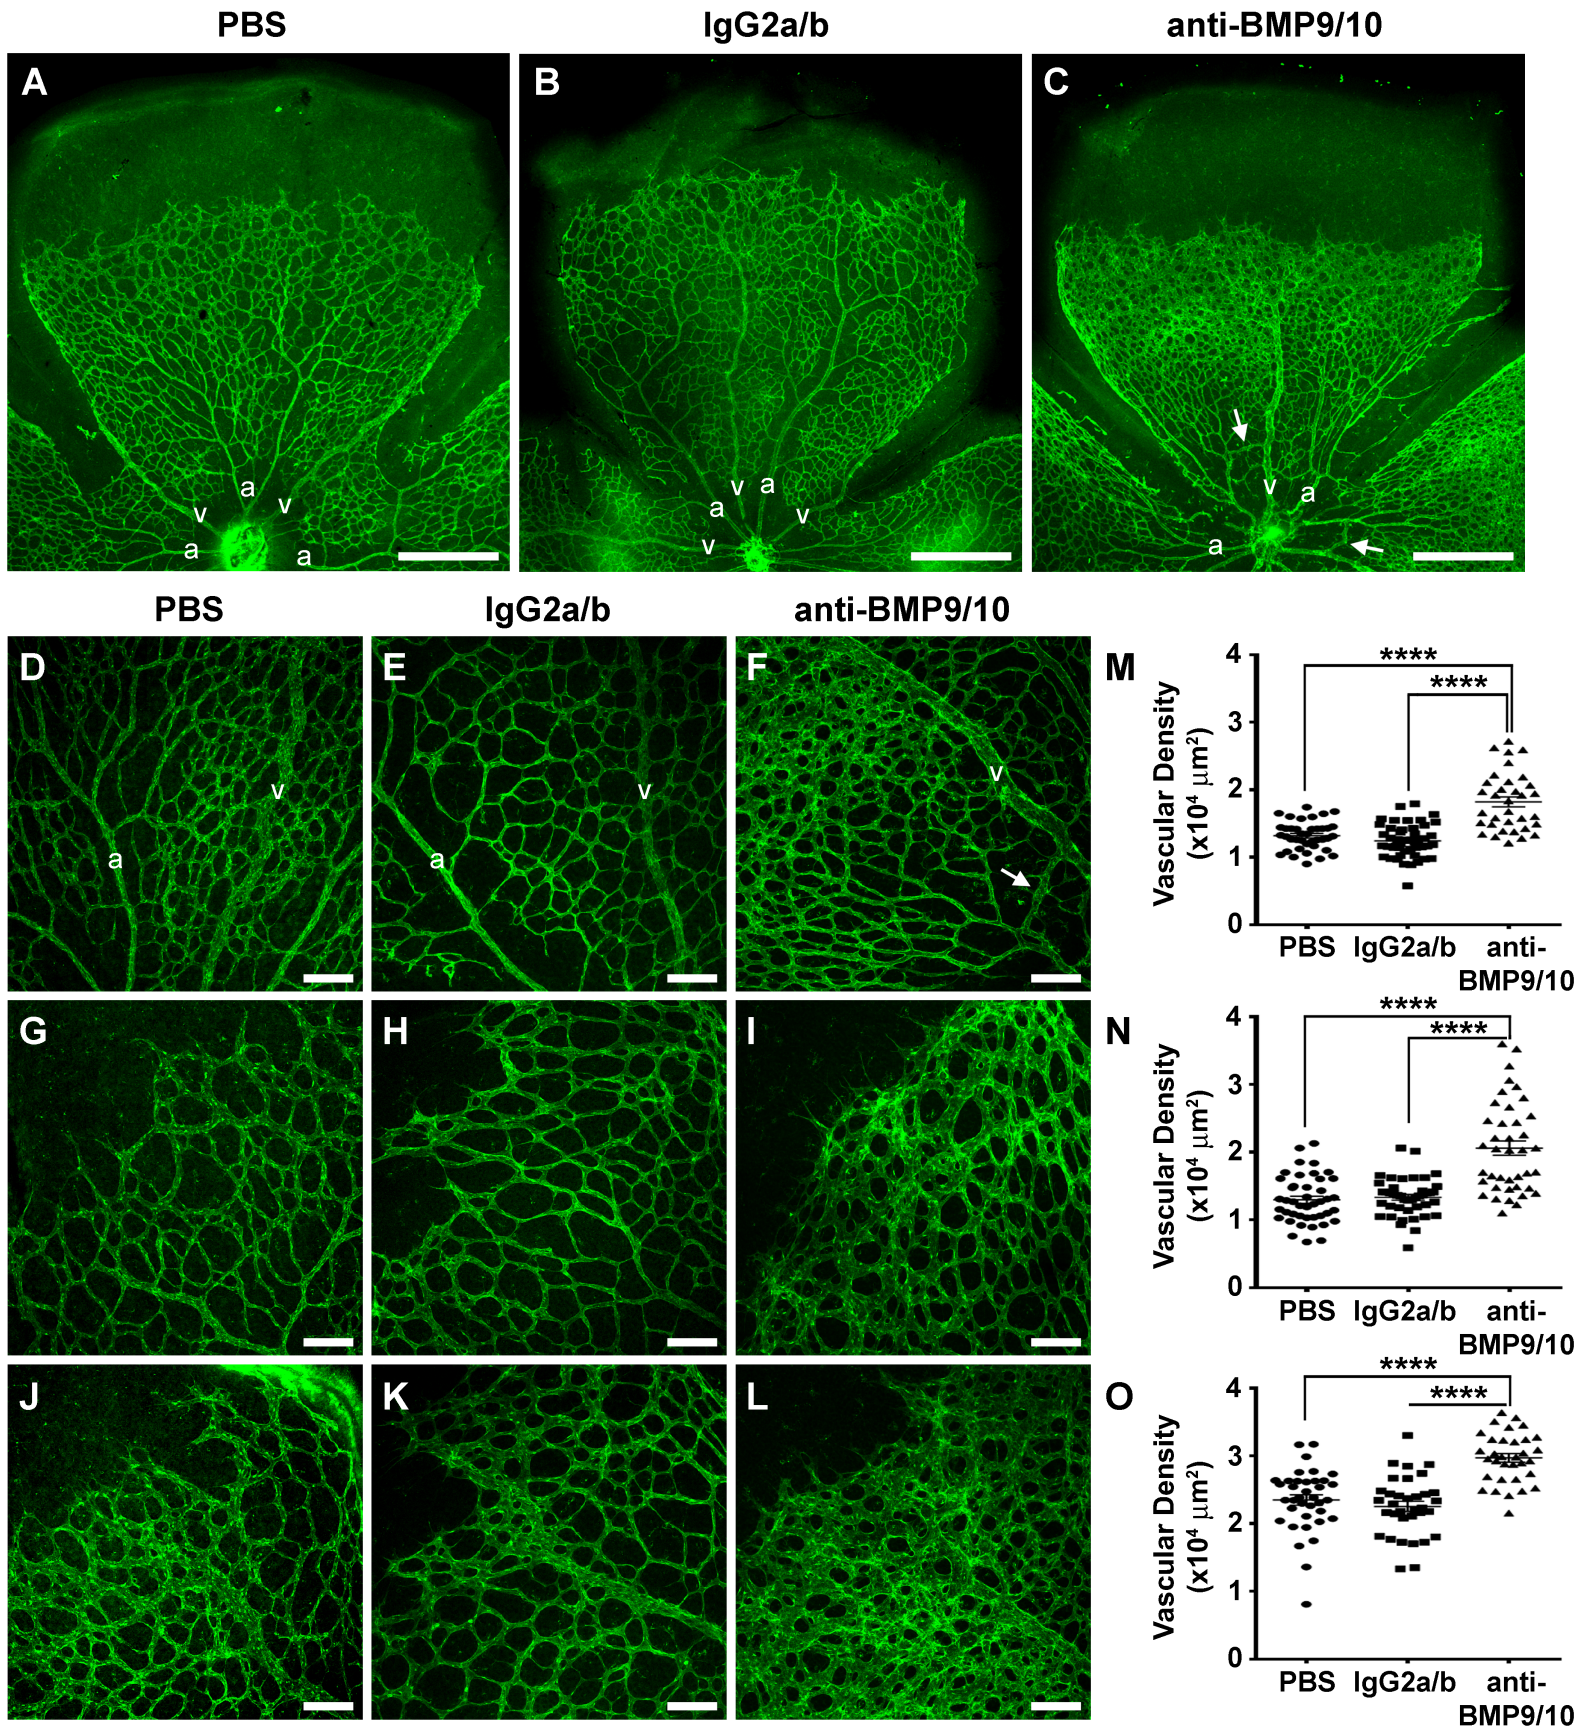 PBS IgG2a/b anti-BMP9/10
A B C
a v a v a
v a v a v
v a a
PBS IgG2a/b anti-BMP9/10
D E F
a v
a v
v
G H I
J K L
M
Vascular Density
(x10⁴ µm²)
4
3
2
1
0
****
****
PBS IgG2a/b anti-
BMP9/10
N
Vascular Density
(x10⁴ µm²)
4
3
2
1
0
****
****
PBS IgG2a/b anti-
BMP9/10
O
Vascular Density
(x10⁴ µm²)
4
3
2
1
0
****
****
PBS IgG2a/b anti-
BMP9/10